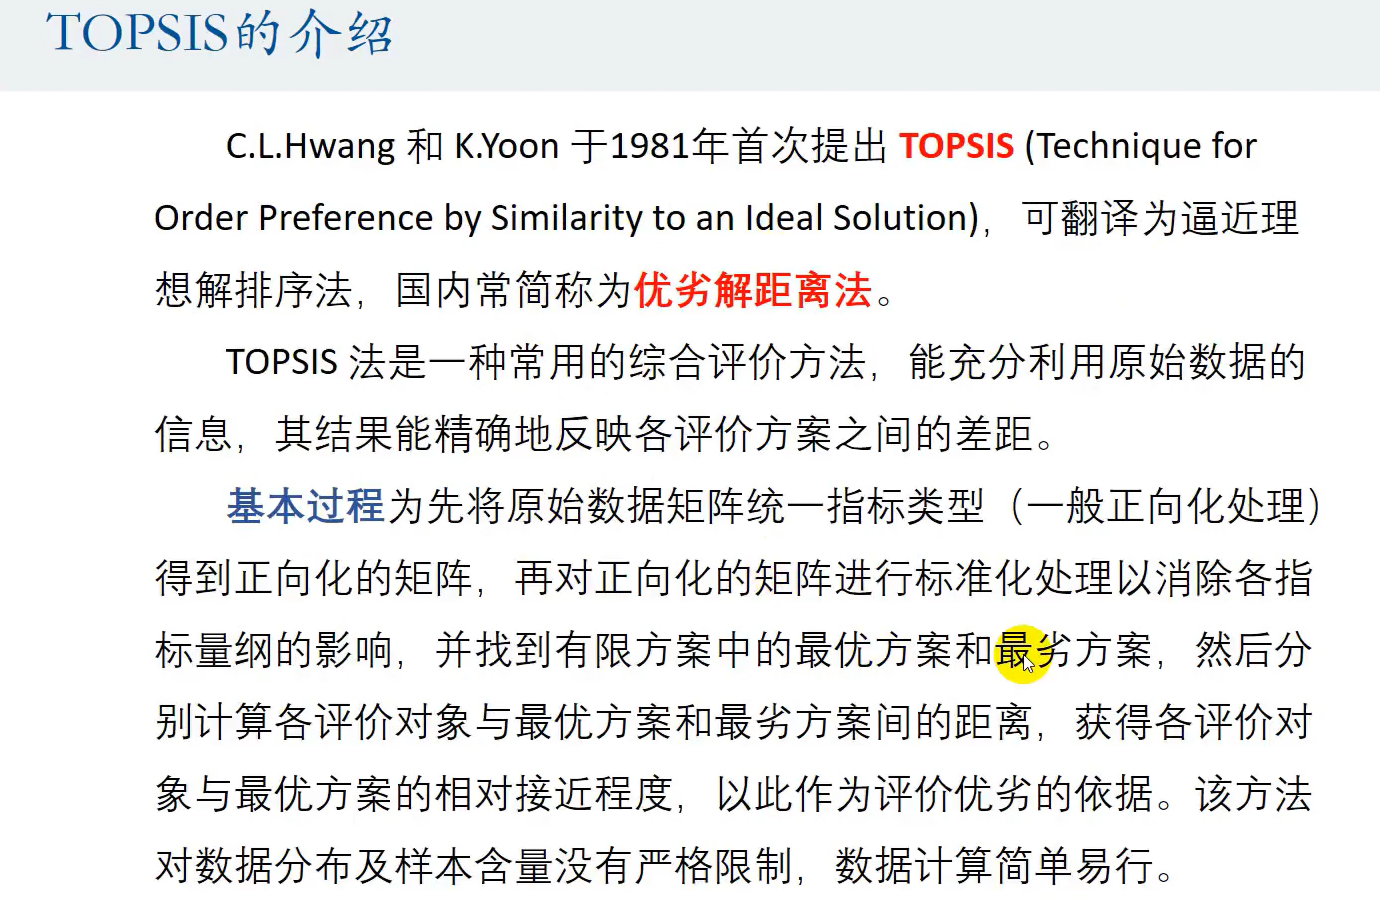 TOPSIS的介绍
C.L.Hwang 和 K.Yoon 于1981年首次提出 TOPSIS (Technique for
Order Preference by Similarity to an Ideal Solution)，可翻译为逼近理
想解排序法，国内常简称为优劣解距离法。
TOPSIS 法是一种常用的综合评价方法，能充分利用原始数据的
信息，其结果能精确地反映各评价方案之间的差距。
基本过程为先将原始数据矩阵统一指标类型（一般正向化处理）
得到正向化的矩阵，再对正向化的矩阵进行标准化处理以消除各指
标量纲的影响，并找到有限方案中的最优方案和最劣方案，然后分
别计算各评价对象与最优方案和最劣方案间的距离，获得各评价对
象与最优方案的相对接近程度，以此作为评价优劣的依据。该方法
对数据分布及样本含量没有严格限制，数据计算简单易行。